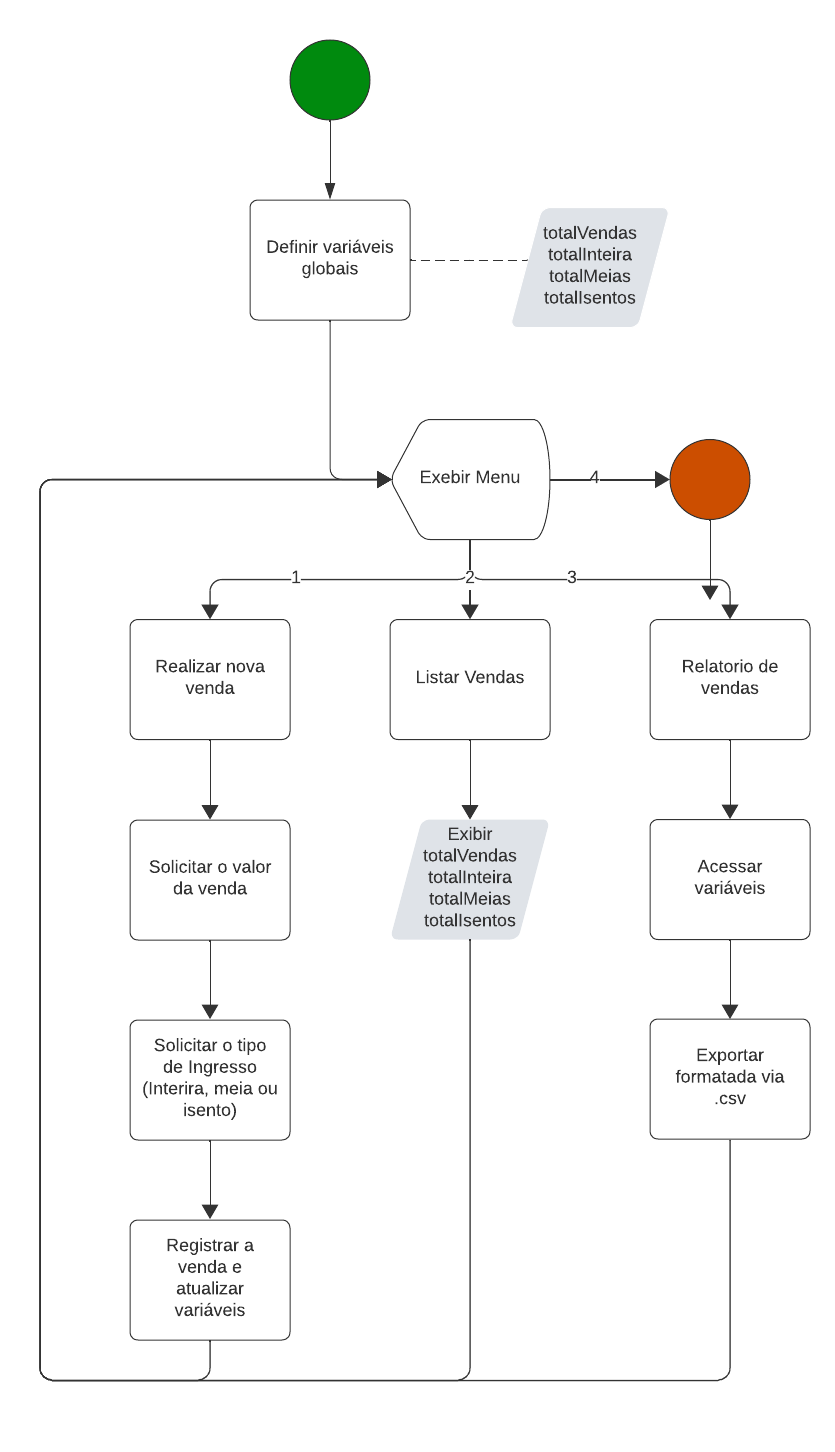 Definir variáveis
globais
totalVendas
totalInteira
totalMeias
totalIsentos
Exebir Menu
4
1
2
3
Realizar nova
venda
Listar Vendas
Relatorio de
vendas
Solicitar o valor
da venda
Exibir
totalVendas
totalInteira
totalMeias
totalIsentos
Acessar
variáveis
Solicitar o tipo
de Ingresso
(Interira, meia ou
isento)
Exportar
formatada via
.csv
Registrar a
venda e
atualizar
variáveis